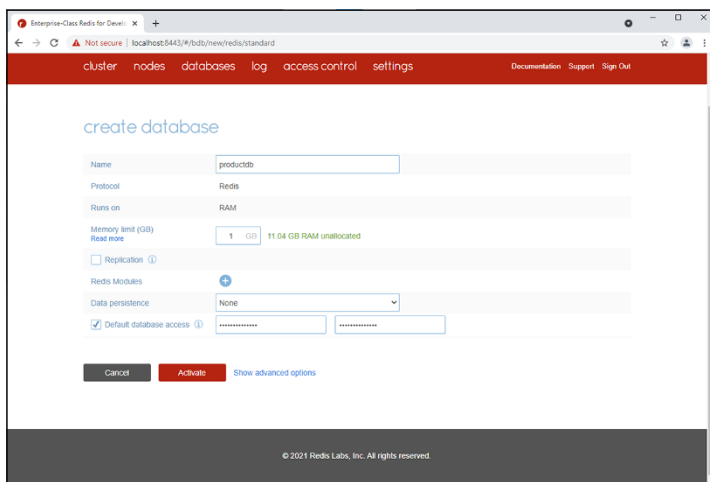 Enterprise-Class Redis for Develo
Not secure | localhost:8443/#/bdb/new/redis/standard
cluster nodes databases log access control settings Documentation Support Sign Out
create database
Name productdb
Protocol Redis
Runs on RAM
Memory limit (GB) 1 GB 11.04 GB RAM unallocated
Read more
Replication
Redis Modules
Data persistence None
Default database access •••••••••••••• ••••••••••••••
Cancel Activate Show advanced options
© 2021 Redis Labs, Inc. All rights reserved.